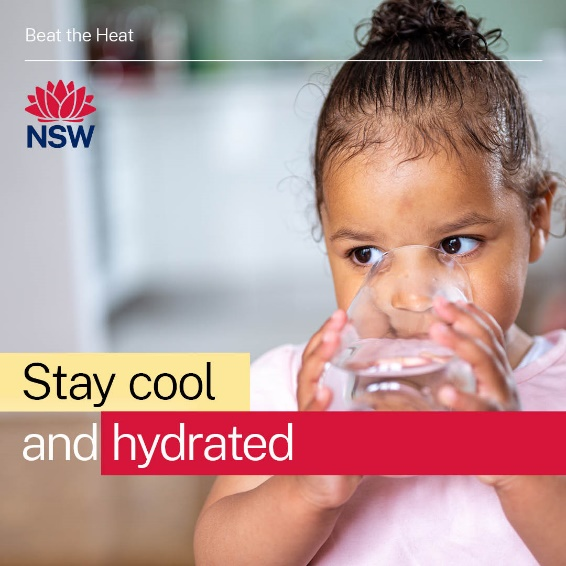 Beat the Heat
NSW
Stay cool
and hydrated